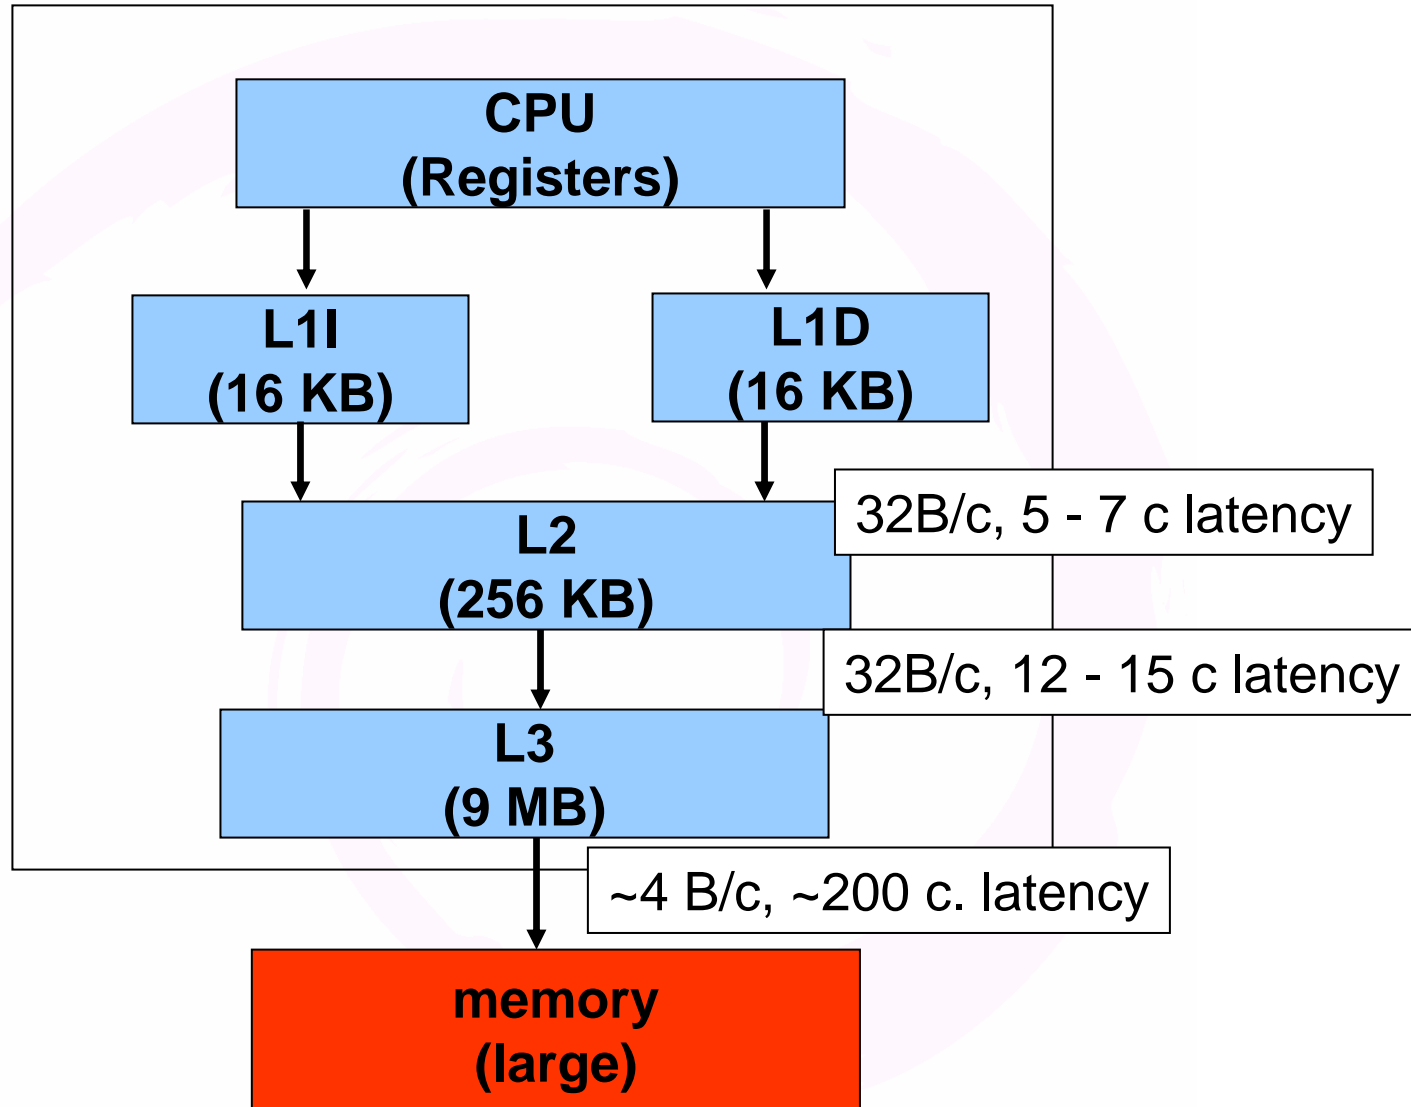 CPU
(Registers)
L1I
(16 KB)
L1D
(16 KB)
32B/c, 5 - 7 c latency
L2
(256 KB)
32B/c, 12 - 15 c latency
L3
(9 MB)
~4 B/c, ~200 c. latency
memory
(large)